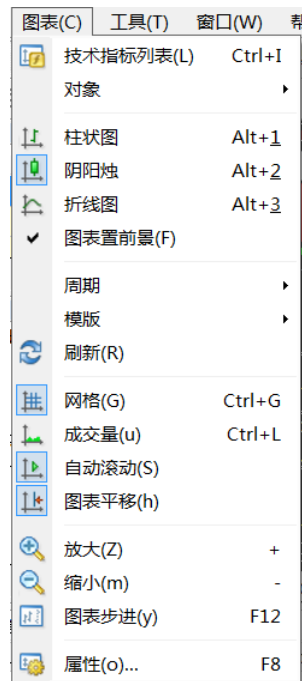 图表(C) 工具(T) 窗口(W)
技术指标列表(L) Ctrl+I
对象
柱状图 Alt+1
阴阳烛 Alt+2
折线图 Alt+3
图表置前景(F)
周期
模版
刷新(R)
网格(G) Ctrl+G
成交量(u) Ctrl+L
自动滚动(S)
图表平移(h)
放大(Z) +
缩小(m) -
图表步进(y) F12
属性(o)... F8